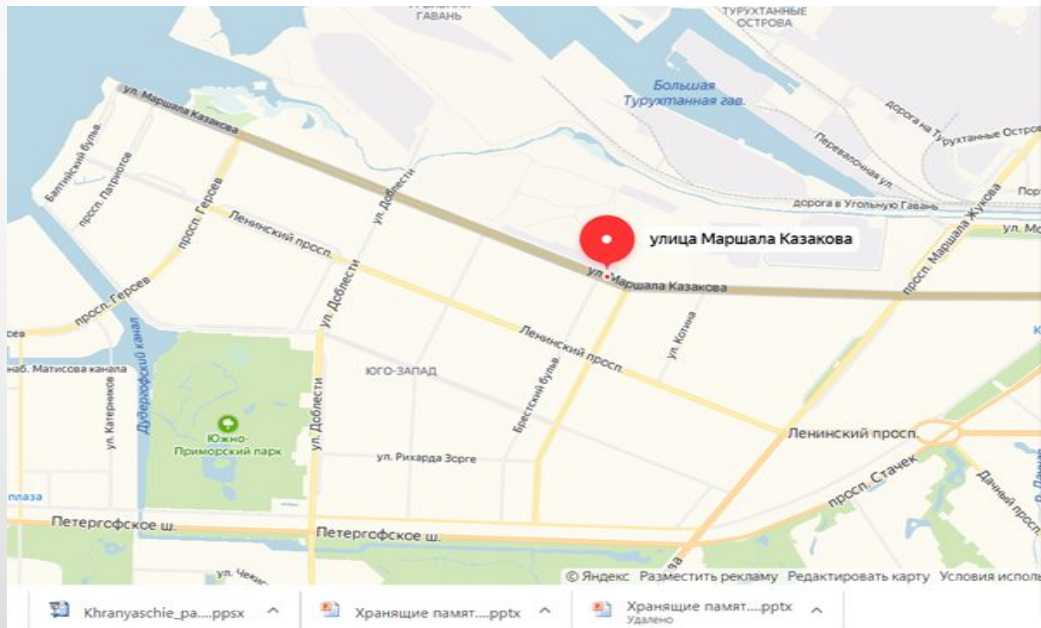 ГАВАНЬ
ТУРУХТАННЫЕ
ОСТРОВА
ул. Маршала Казакова
Большая
Турухтанная гав.
дорога на Турухтанные Остров
Перевалочная ул.
Балтийский бульв.
просп. Патриотов
просп. Героев
ул. Доблести
дорога в Угольную Гавань
просп. Маршала Жукова
Порт
ул. Мо
Ленинский просп.
улица Маршала Казакова
ул. Маршала Казакова
просп. Героев
ул. Доблести
Ленинский просп.
ул. Котина
наб. Матисова канала
Дудергофский канал
ул. Катерников
ЮГО-ЗАПАД
Брестский бульв.
Южно-
Приморский парк
ул. Доблести
ул. Рихарда Зорге
Ленинский просп.
просп. Стачек
Дачный просп.
плаза
Петергофское ш.
Петергофское ш.
© Яндекс Разместить рекламу Редактировать карту Условия исполь
Khranyaschie_pa....ppsx
Хранящие памят....pptx
Хранящие памят....pptx
Удалено